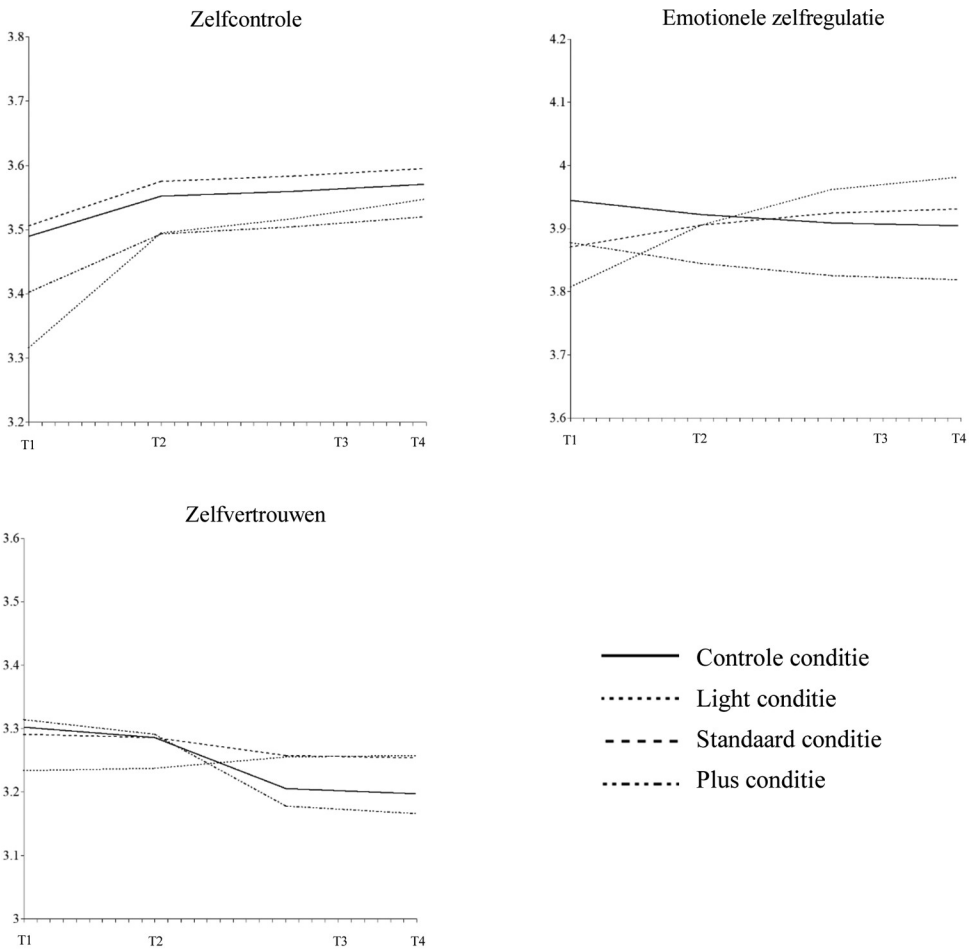 Zelfcontrole
3.8
3.7
3.6
3.5
3.4
3.3
3.2
T1 T2 T3 T4
Emotionele zelfregulatie
4.2
4.1
4
3.9
3.8
3.7
3.6
T1 T2 T3 T4
Zelfvertrouwen
3.6
3.5
3.4
3.3
3.2
3.1
3
T1 T2 T3 T4
Controle conditie
Light conditie
Standaard conditie
Plus conditie